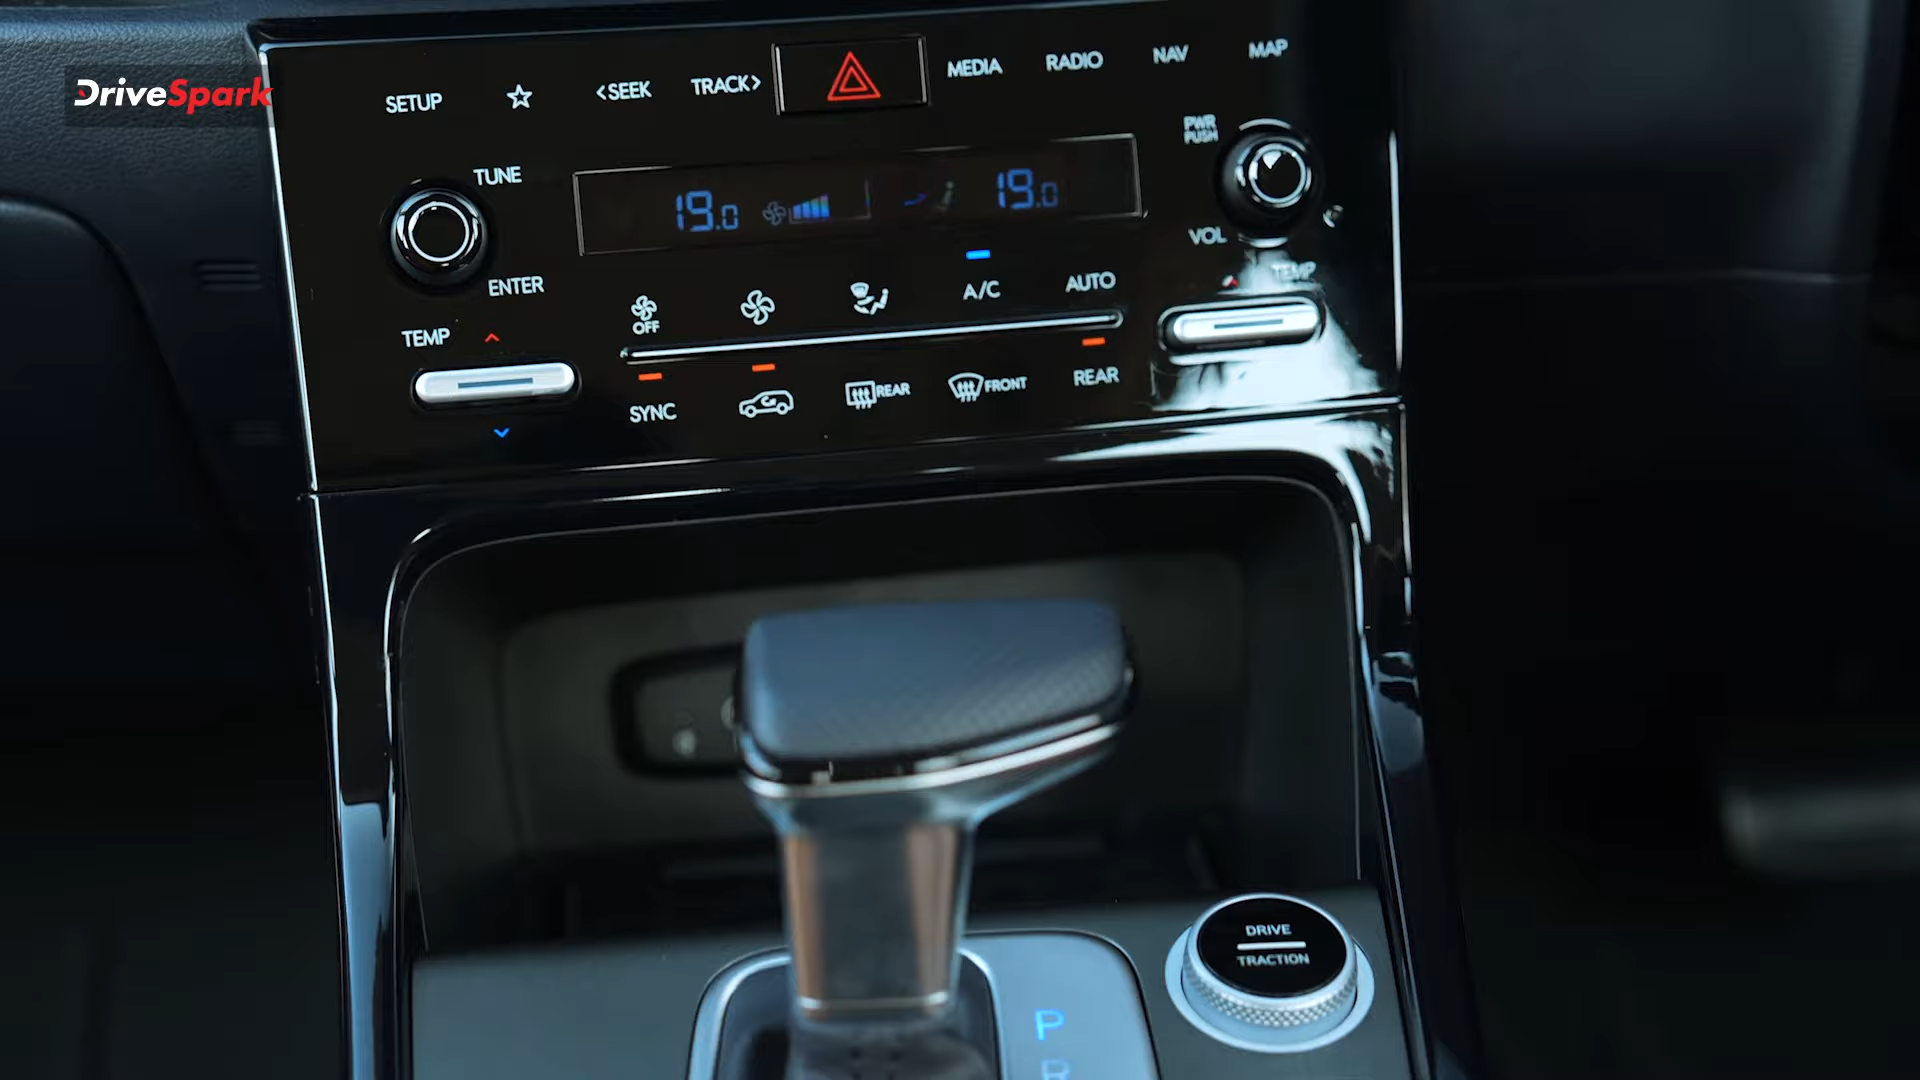 DriveSpark
SETUP
<SEEK
TRACK>
MEDIA
RADIO
NAV
MAP
TUNE
PWR
PUSH
19.0
19.0
VOL
ENTER
TEMP
OFF
A/C
AUTO
TEMP
SYNC
REAR
FRONT
REAR
DRIVE
TRACTION
P
R